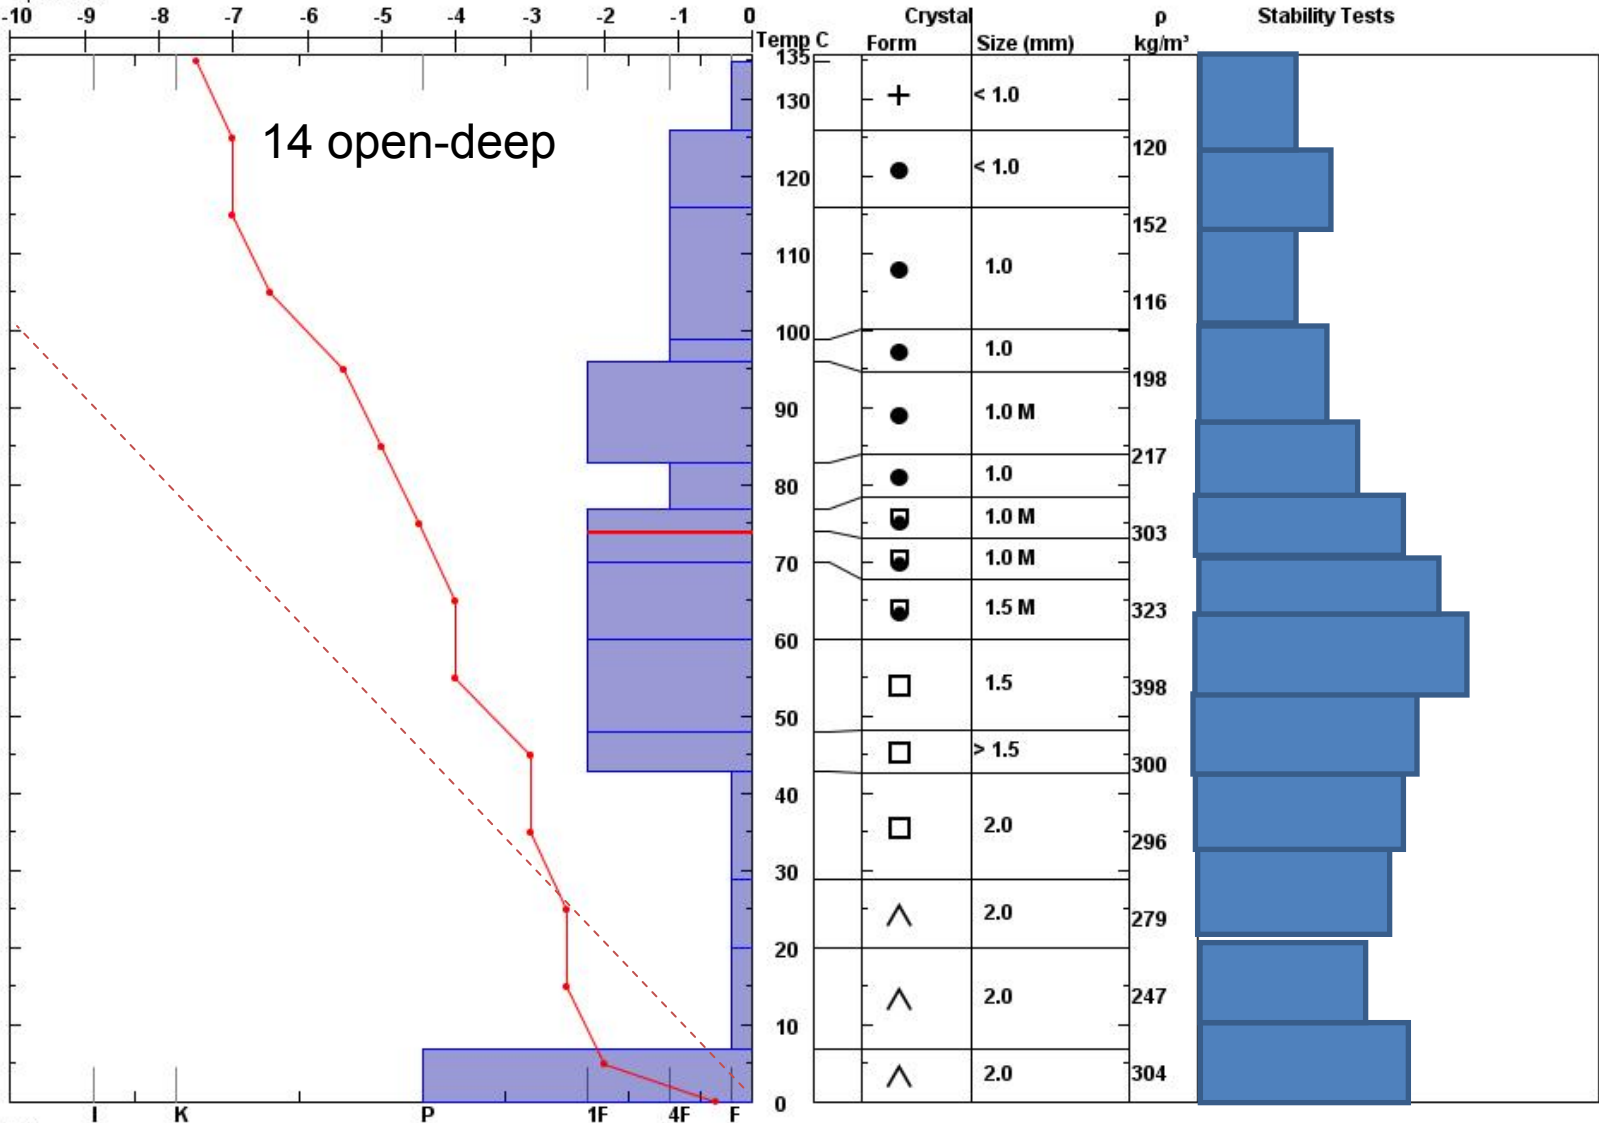 -10 -9 -8 -7 -6 -5 -4 -3 -2 -1 0
Temp C
Crystal
Form
Size (mm)
ρ
kg/m³
Stability Tests
14 open-deep
135
130
120
110
100
90
80
70
60
50
40
30
20
10
0
< 1.0
< 1.0
1.0
1.0
1.0 M
1.0
1.0 M
1.0 M
1.5 M
1.5
> 1.5
2.0
2.0
2.0
2.0
120
152
116
198
217
303
323
398
300
296
279
247
304
I K P 1F 4F F